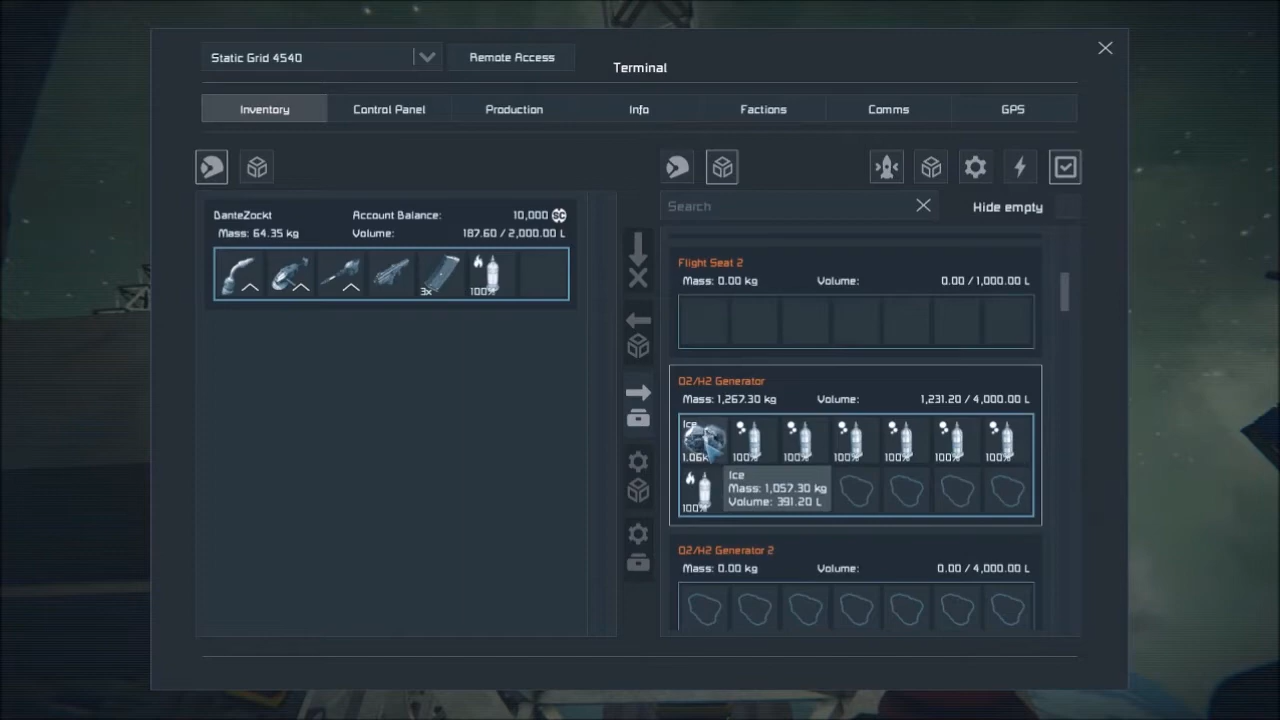 Static Grid 4540
Remote Access
Terminal
Inventory
Control Panel
Production
Info
Factions
Comms
GPS
DanteZockt
Account Balance:
10,000 SC
Mass: 64.35 kg
Volume:
187.60 / 2,000.00 L
3x
100%
Search
Hide empty
Flight Seat 2
Mass: 0.00 kg
Volume:
0.00 / 1,000.00 L
O2/H2 Generator
Mass: 1,267.30 kg
Volume:
1,231.20 / 4,000.00 L
Ice
1.06k
100%
100%
100%
100%
100%
100%
100%
Ice
Mass: 1,057.30 kg
Volume: 391.20 L
O2/H2 Generator 2
Mass: 0.00 kg
Volume:
0.00 / 4,000.00 L